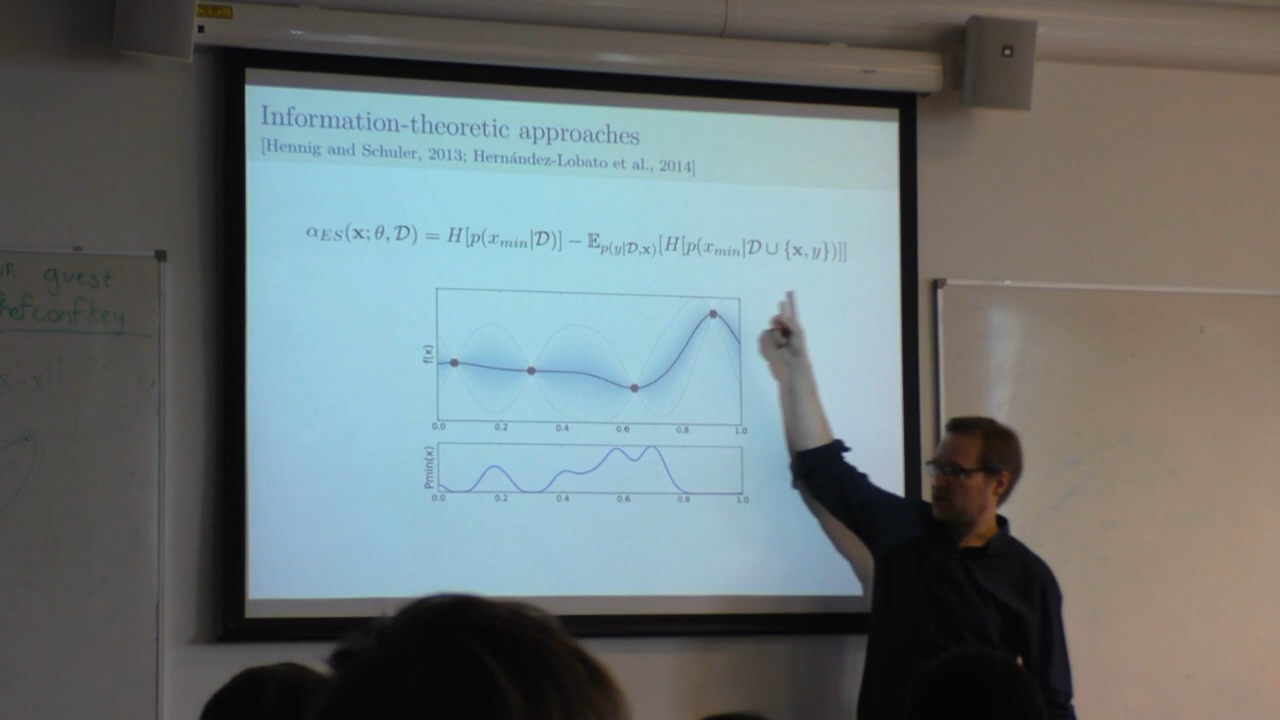 Information-theoretic approaches
[Hennig and Schuler, 2013; Hernández-Lobato et al., 2014]
α_ES(x; θ, D) = H[p(x_min|D)] − E_p(y|D,x)[H[p(x_min|D ∪ {x, y})]]
f(x)
0.0 0.2 0.4 0.6 0.8 1.0
Pmin(x)
0.0 0.2 0.4 0.6 0.8 1.0
guest